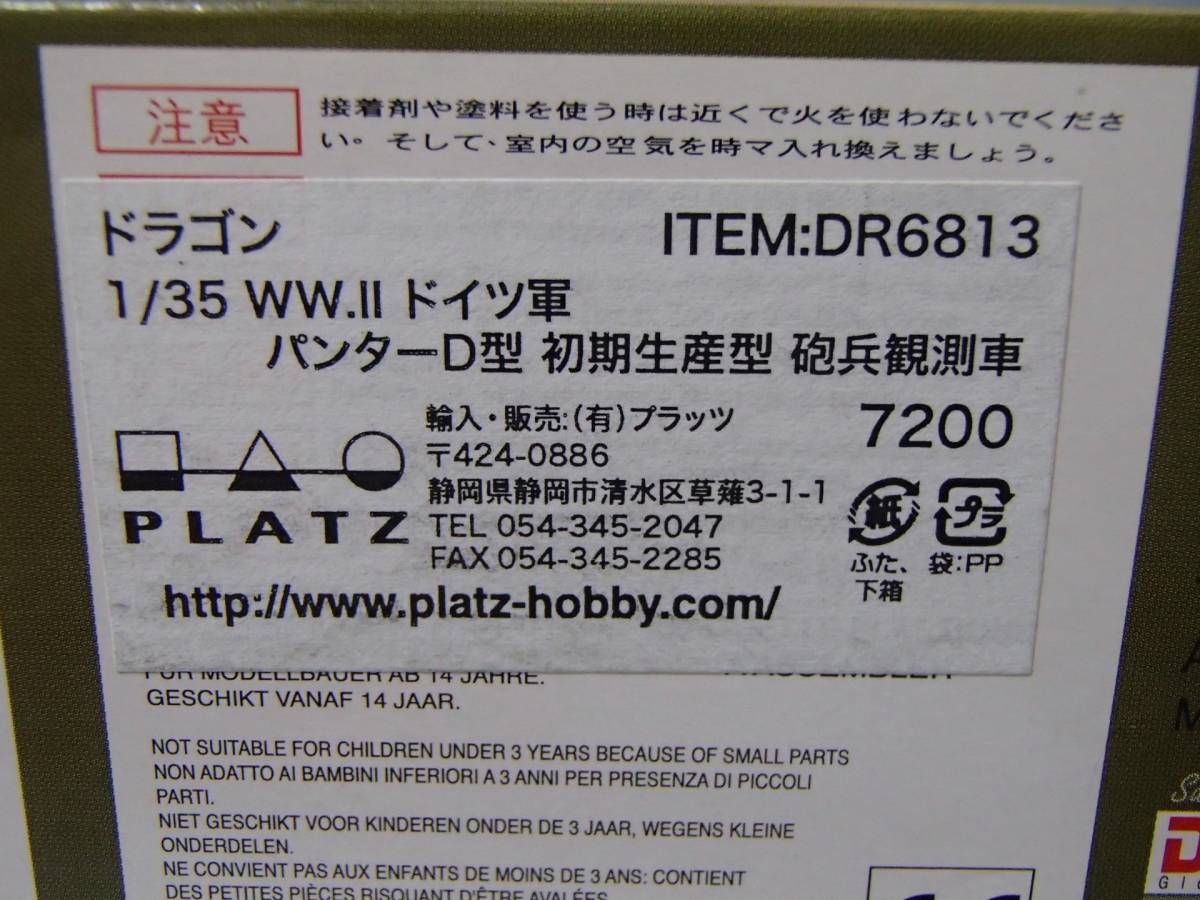 注意
接着剤や塗料を使う時は近くで火を使わないでくださ
い。そして、室内の空気を時マ入れ換えましょう。
ドラゴン ITEM:DR6813
1/35 WW.II ドイツ軍
パンターD型 初期生産型 砲兵観測車
輸入・販売:(有)プラッツ 7200
〒424-0886
静岡県静岡市清水区草薙3-1-1
TEL 054-345-2047
FAX 054-345-2285
PLATZ
紙 プラ
ふた、 袋:PP
下箱
http://www.platz-hobby.com/
FÜR MODELLBAUER AB 14 JAHRE.
GESCHIKT VANAF 14 JAAR.
NOT SUITABLE FOR CHILDREN UNDER 3 YEARS BECAUSE OF SMALL PARTS
NON ADATTO AI BAMBINI INFERIORI A 3 ANNI PER PRESENZA DI PICCOLI
PARTI.
NIET GESCHIKT VOOR KINDEREN ONDER DE 3 JAAR, WEGENS KLEINE
ONDERDELEN.
NE CONVIENT PAS AUX ENFANTS DE MOINS DE 3 ANS: CONTIENT
DES PETITES PIÈCES RISQUANT D'ÊTRE AVALÉES